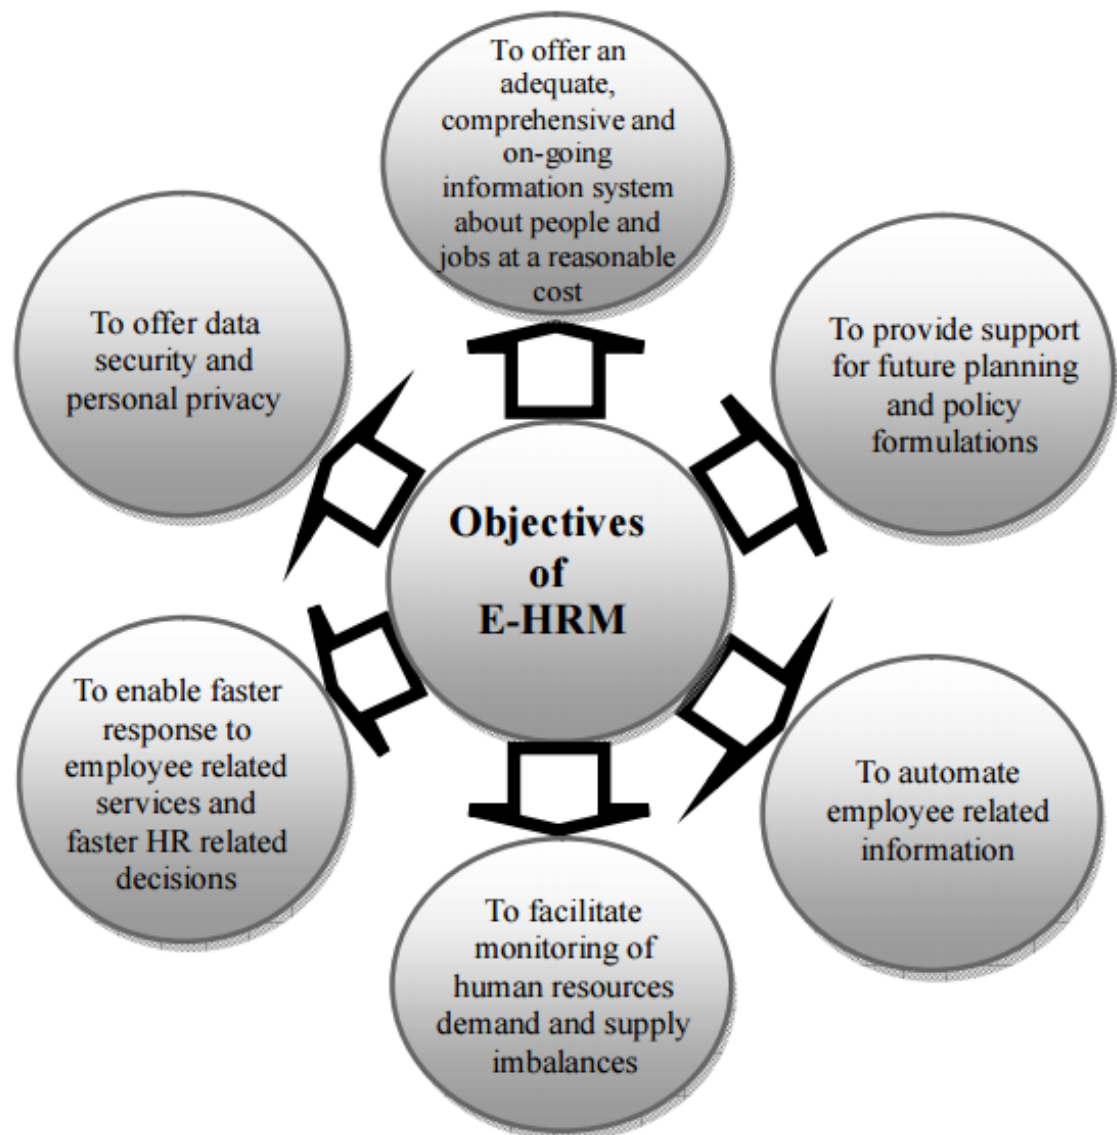 To offer an
adequate,
comprehensive and
on-going
information system
about people and
jobs at a reasonable
cost
To offer data
security and
personal privacy
To provide support
for future planning
and policy
formulations
Objectives
of
E-HRM
To enable faster
response to
employee related
services and
faster HR related
decisions
To automate
employee related
information
To facilitate
monitoring of
human resources
demand and supply
imbalances